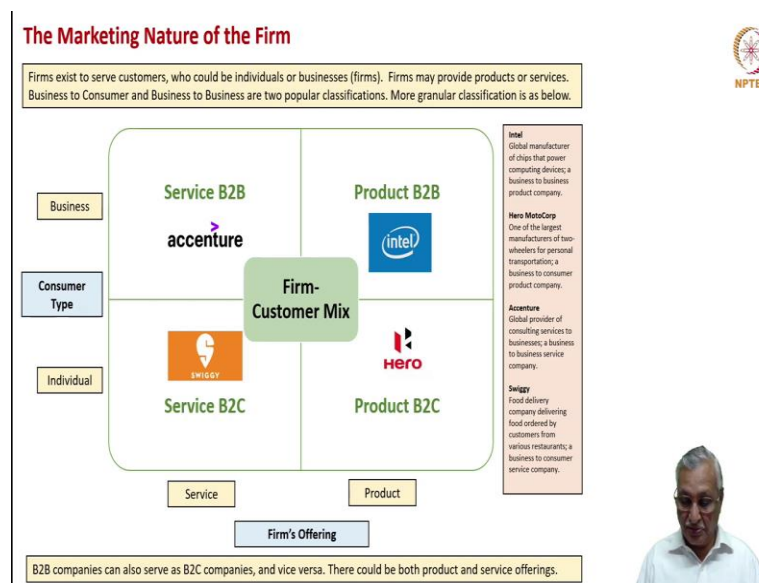 The Marketing Nature of the Firm
Firms exist to serve customers, who could be individuals or businesses (firms). Firms may provide products or services.
Business to Consumer and Business to Business are two popular classifications. More granular classification is as below.
NPTE
Service B2B
Product B2B
Business
accenture
intel
Consumer
Type
Firm-
Customer Mix
Individual
SWIGGY
Hero
Service B2C
Product B2C
Service
Product
Firm's Offering
Intel
Global manufacturer
of chips that power
computing devices; a
business to business
product company.
Hero MotoCorp
One of the largest
manufacturers of two-
wheelers for personal
transportation; a
business to consumer
product company.
Accenture
Global provider of
consulting services to
businesses; a business
to business service
company.
Swiggy
Food delivery
company delivering
food ordered by
customers from
various restaurants; a
business to consumer
service company.
B2B companies can also serve as B2C companies, and vice versa. There could be both product and service offerings.